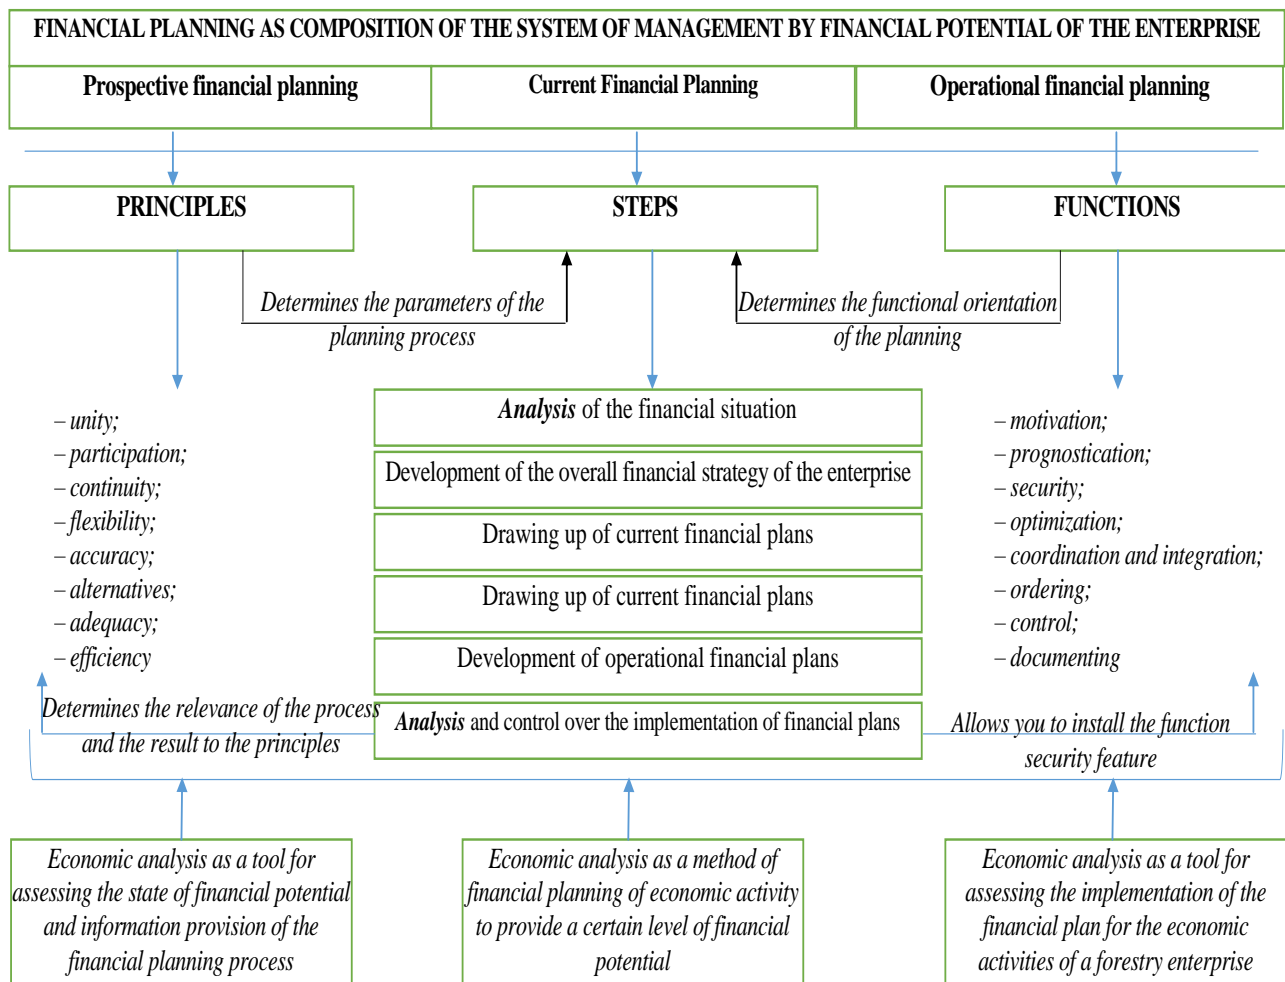 FINANCIAL PLANNING AS COMPOSITION OF THE SYSTEM OF MANAGEMENT BY FINANCIAL POTENTIAL OF THE ENTERPRISE
Prospective financial planning
Current Financial Planning
Operational financial planning
PRINCIPLES
STEPS
FUNCTIONS
Determines the parameters of the
planning process
Determines the functional orientation
of the planning
– unity;
– participation;
– continuity;
– flexibility;
– accuracy;
– alternatives;
– adequacy;
– efficiency
Analysis of the financial situation
Development of the overall financial strategy of the enterprise
Drawing up of current financial plans
Drawing up of current financial plans
Development of operational financial plans
Analysis and control over the implementation of financial plans
– motivation;
– prognostication;
– security;
– optimization;
– coordination and integration;
– ordering;
– control;
– documenting
Determines the relevance of the process
and the result to the principles
Allows you to install the function
security feature
Economic analysis as a tool for
assessing the state of financial potential
and information provision of the
financial planning process
Economic analysis as a method of
financial planning of economic activity
to provide a certain level of financial
potential
Economic analysis as a tool for
assessing the implementation of the
financial plan for the economic
activities of a forestry enterprise